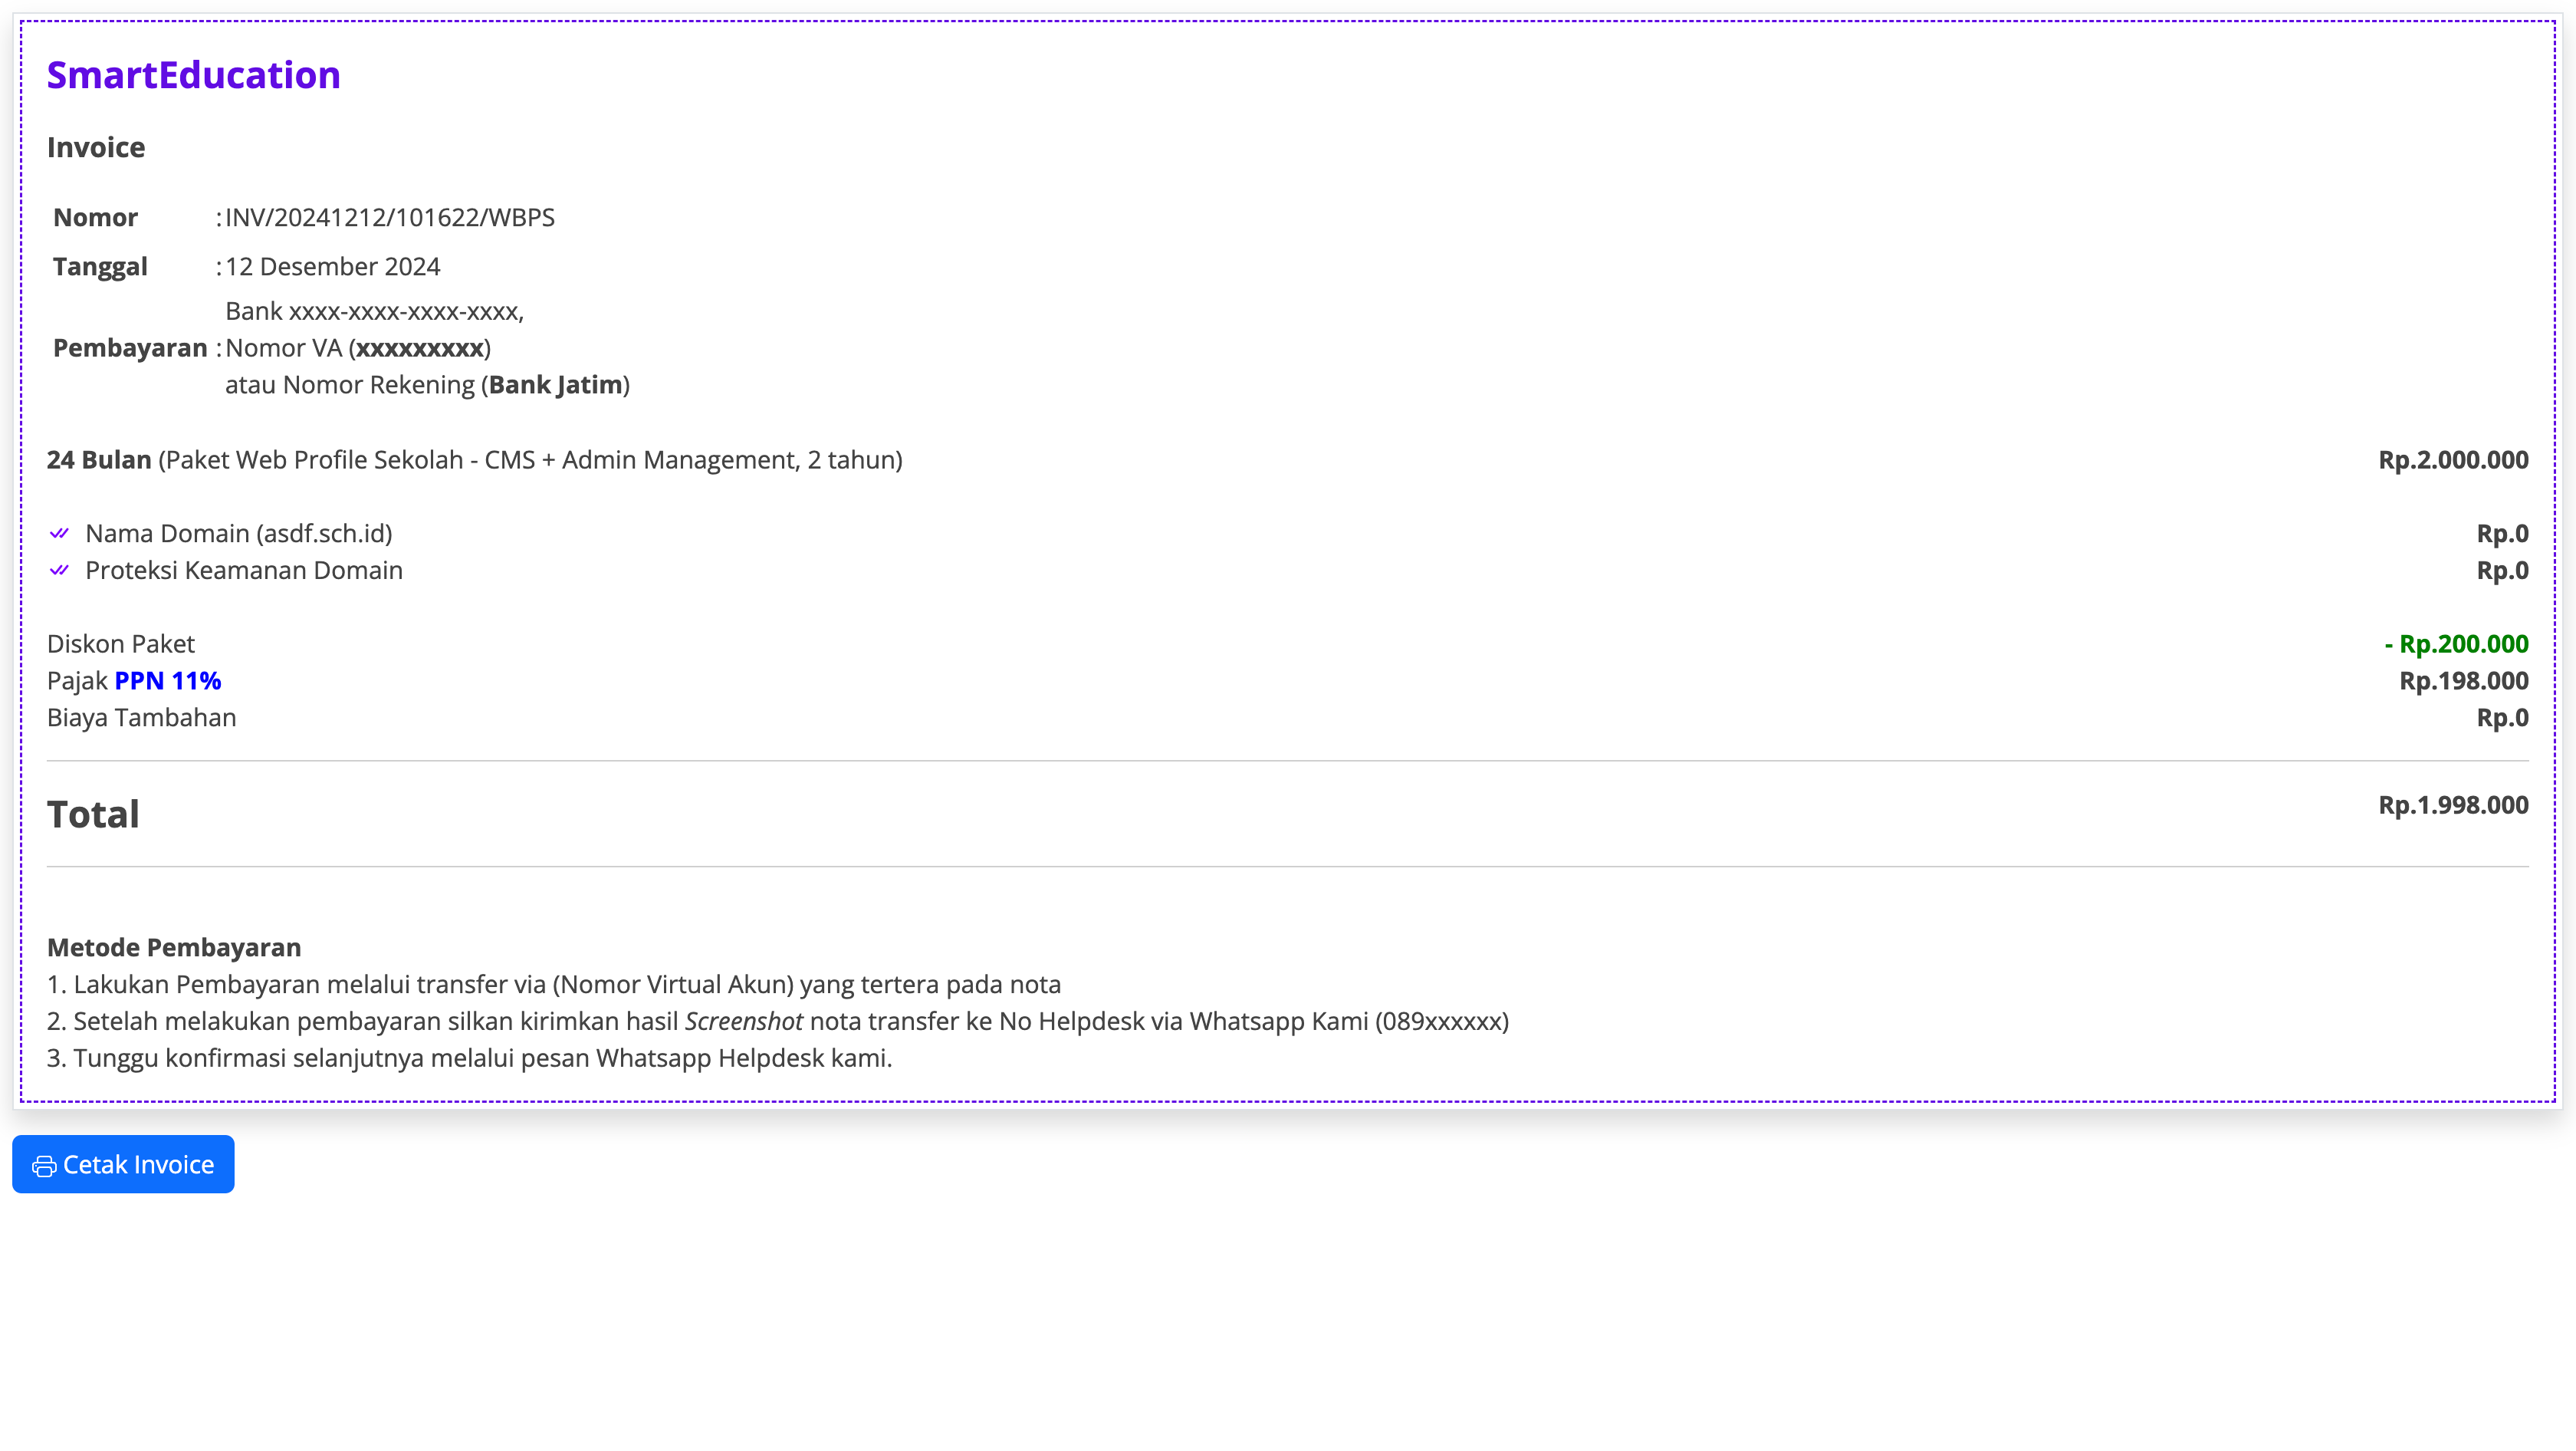 SmartEducation
Invoice
Nomor : INV/20241212/101622/WBPS
Tanggal : 12 Desember 2024
Bank xxxx-xxxx-xxxx-xxxx,
Pembayaran : Nomor VA (xxxxxxxxx)
atau Nomor Rekening (Bank Jatim)
24 Bulan (Paket Web Profile Sekolah - CMS + Admin Management, 2 tahun) Rp.2.000.000
Nama Domain (asdf.sch.id) Rp.0
Proteksi Keamanan Domain Rp.0
Diskon Paket - Rp.200.000
Pajak PPN 11% Rp.198.000
Biaya Tambahan Rp.0
Total Rp.1.998.000
Metode Pembayaran
1. Lakukan Pembayaran melalui transfer via (Nomor Virtual Akun) yang tertera pada nota
2. Setelah melakukan pembayaran silkan kirimkan hasil Screenshot nota transfer ke No Helpdesk via Whatsapp Kami (089xxxxxx)
3. Tunggu konfirmasi selanjutnya melalui pesan Whatsapp Helpdesk kami.
Cetak Invoice